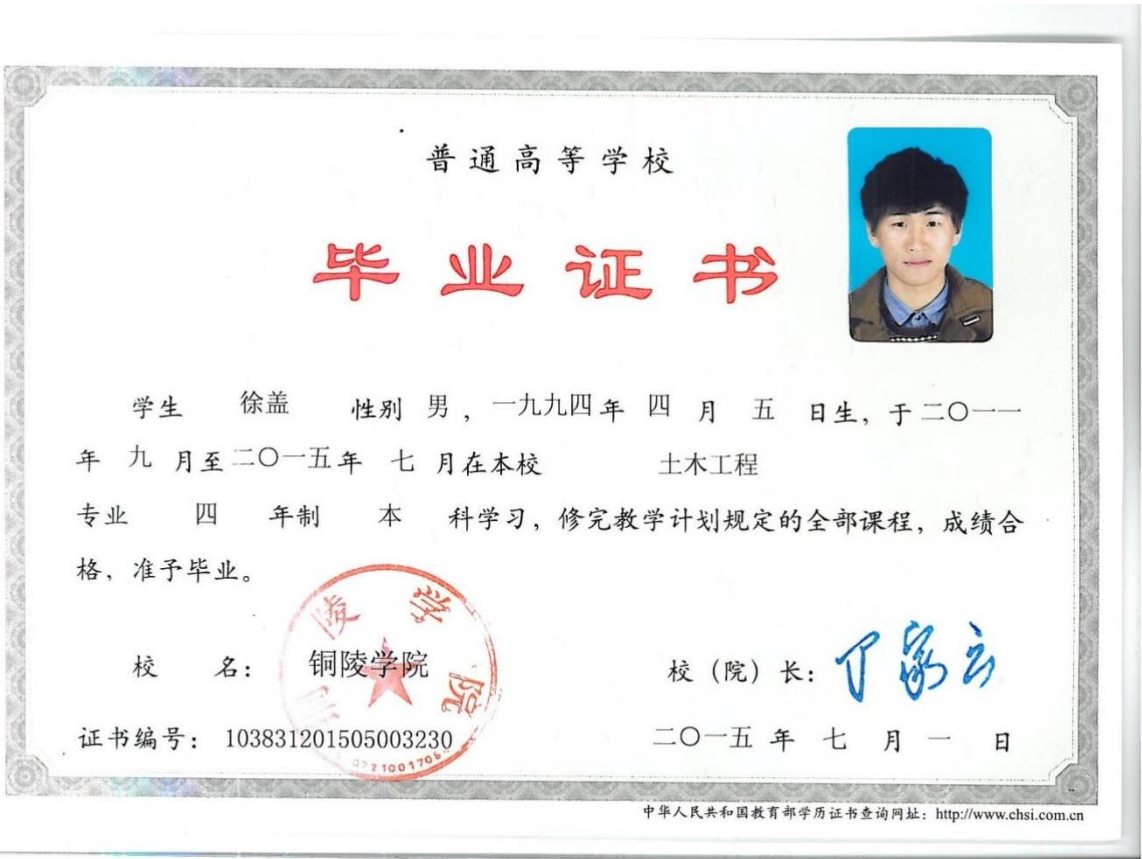 普通高等学校
毕业证书
学生 徐盖 性别 男，一九九四年 四 月 五 日生，于二〇一一
年 九 月至二〇一五年 七 月在本校 土木工程
专业 四 年制 本 科学习，修完教学计划规定的全部课程，成绩合
格，准予毕业。
校 名： 铜陵学院
校（院）长：丁家云
陵学院
证书编号： 103831201505003230
二〇一五 年 七 月 一 日
中华人民共和国教育部学历证书查询网址：http://www.chsi.com.cn